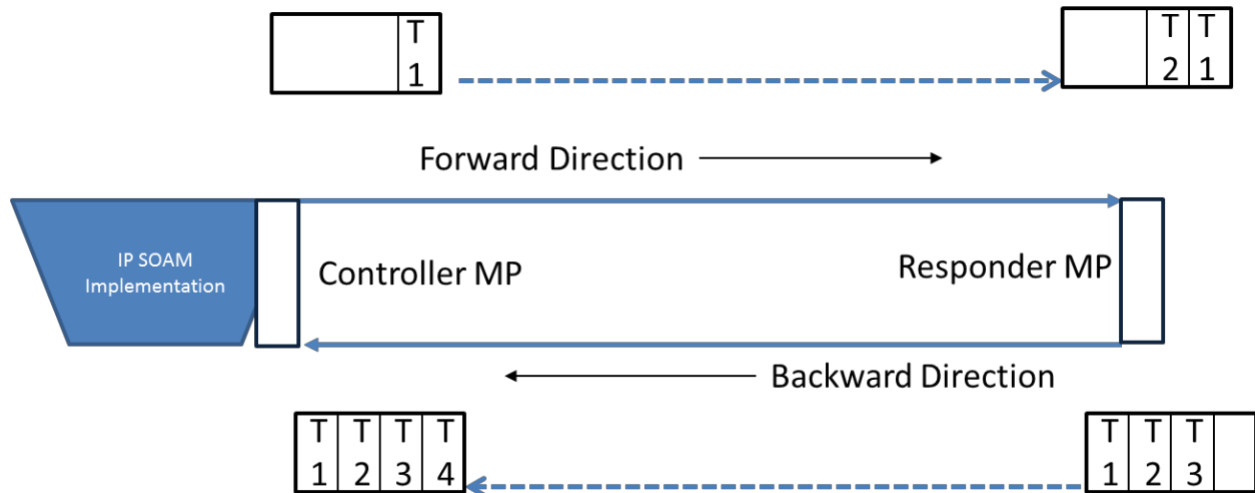 T
1
T T
2 1
Forward Direction
IP SOAM
Implementation
Controller MP
Responder MP
Backward Direction
T T T T
1 2 3 4
T T T
1 2 3